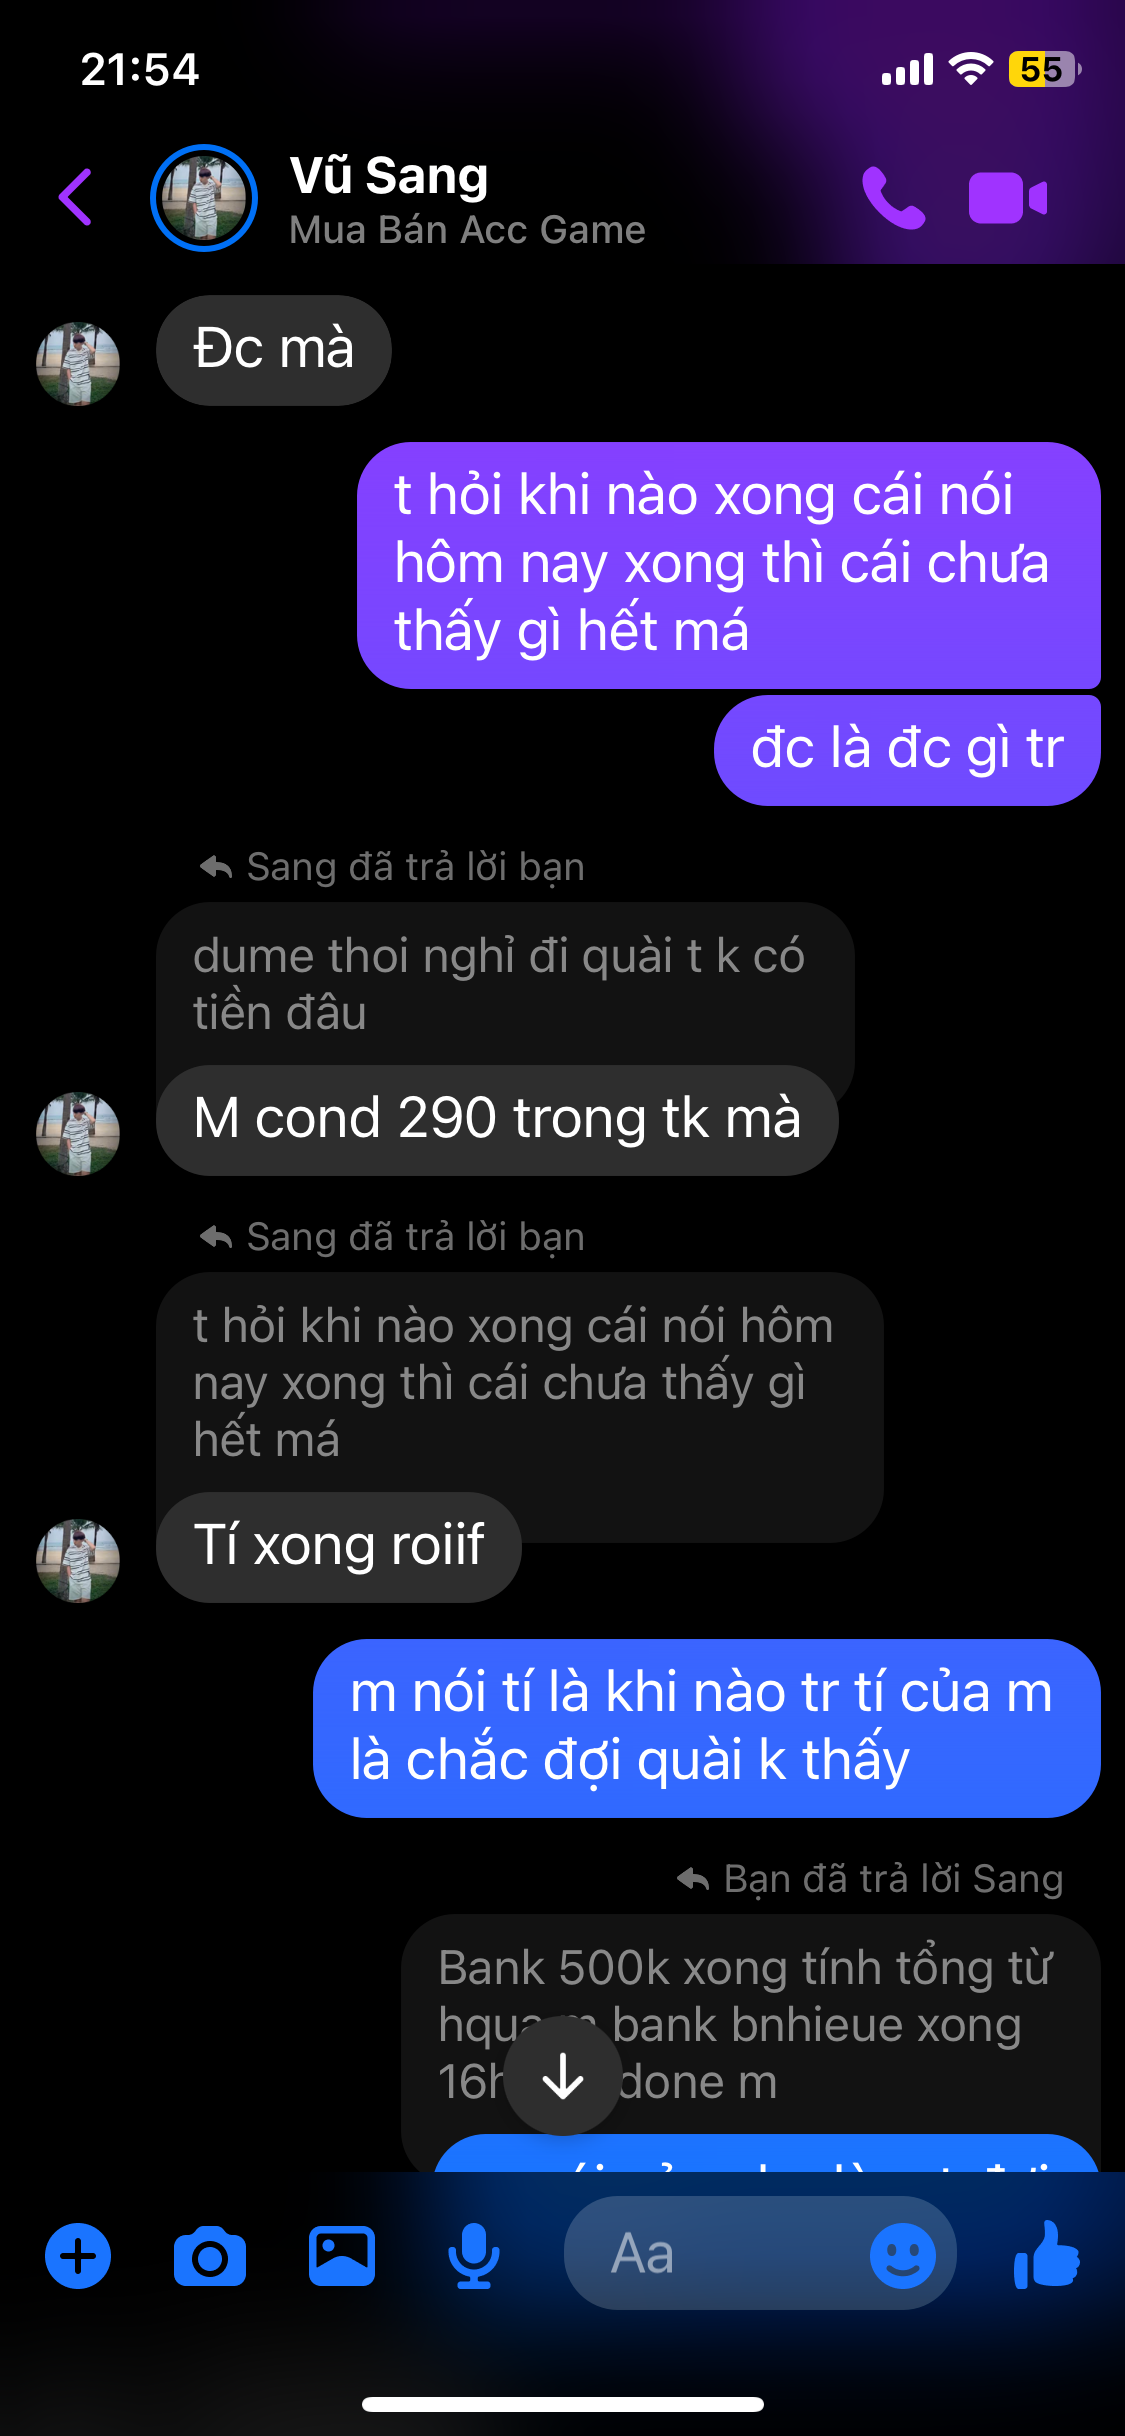 21:54
55
Vũ Sang
Mua Bán Acc Game
Đc mà
t hỏi khi nào xong cái nói
hôm nay xong thì cái chưa
thấy gì hết má
đc là đc gì tr
Sang đã trả lời bạn
dume thoi nghỉ đi quài t k có
tiền đâu
M cond 290 trong tk mà
Sang đã trả lời bạn
t hỏi khi nào xong cái nói hôm
nay xong thì cái chưa thấy gì
hết má
Tí xong roiif
m nói tí là khi nào tr tí của m
là chắc đợi quài k thấy
Bạn đã trả lời Sang
Bank 500k xong tính tổng từ
bank bnhieue xong
done m
Aa